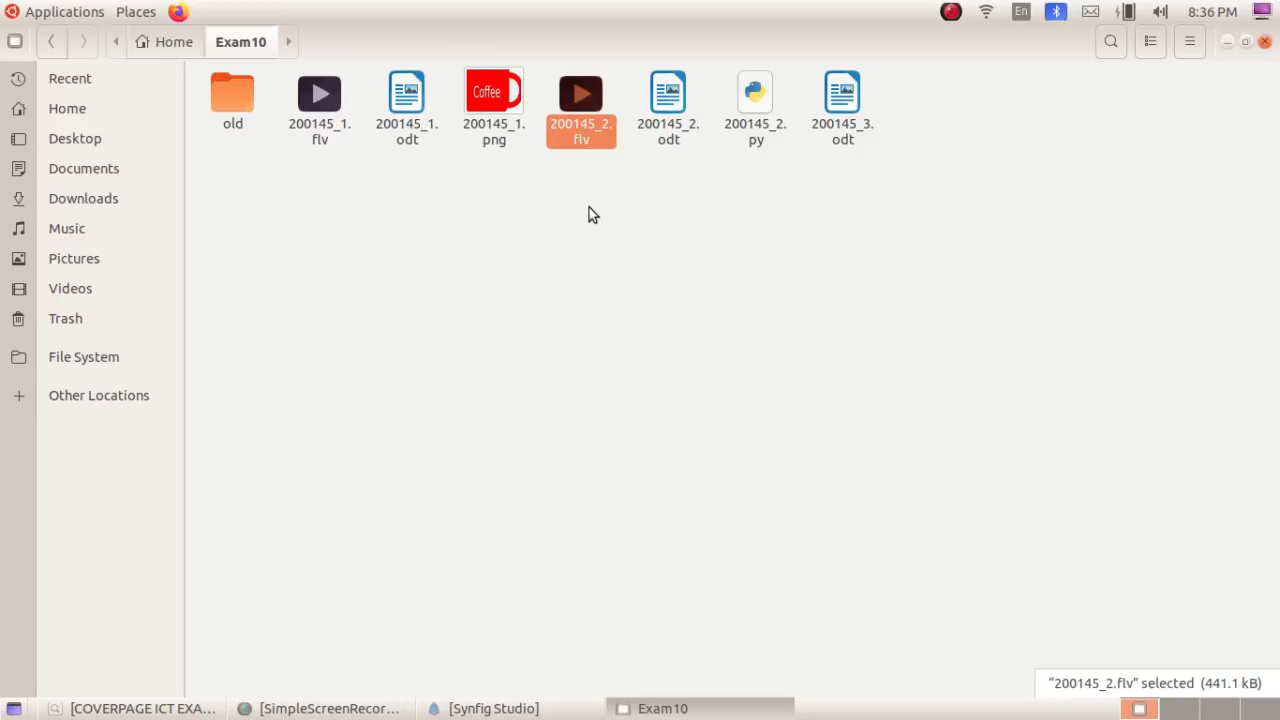 Applications Places En 8:36 PM
Home Exam10
Recent
Home
Desktop
Documents
Downloads
Music
Pictures
Videos
Trash
File System
Other Locations
old
200145_1.
flv
200145_1.
odt
Coffee
200145_1.
png
200145_2.
flv
200145_2.
odt
200145_2.
py
200145_3.
odt
"200145_2.flv" selected (441.1 kB)
[COVERPAGE ICT EXA... [SimpleScreenRecor... [Synfig Studio] Exam10